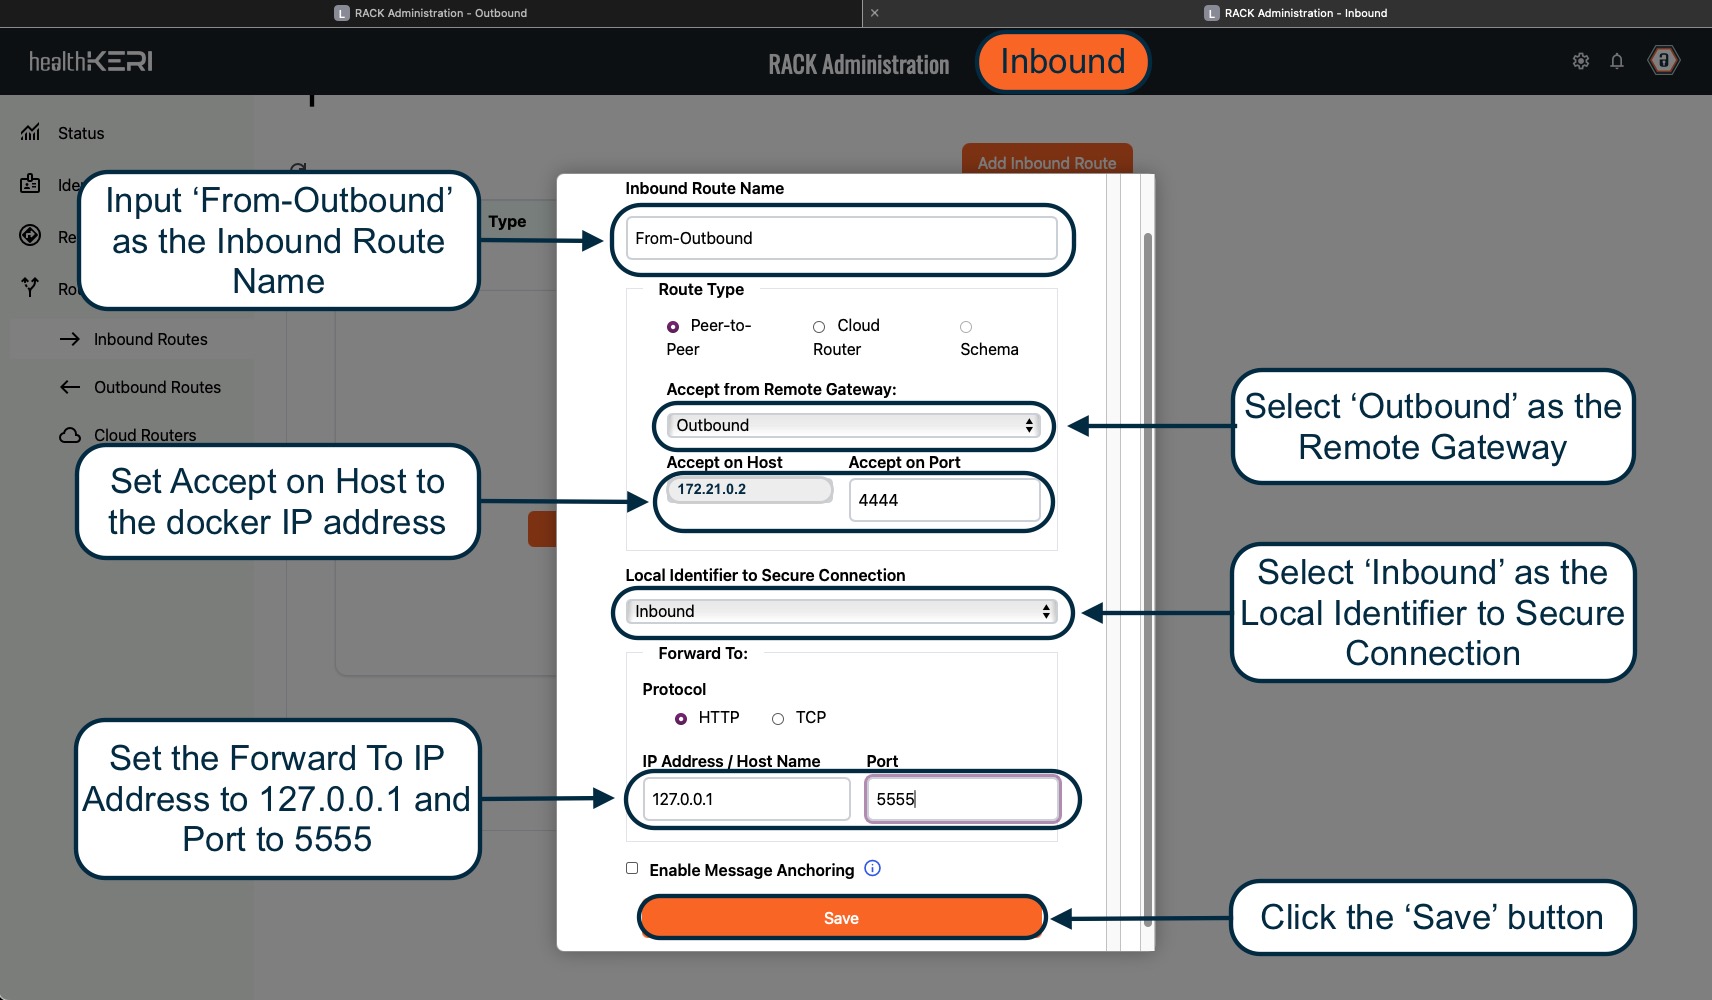 RACK Administration - Outbound
RACK Administration - Inbound
healthKERI
RACK Administration
Inbound
Status
Add Inbound Route
Input ‘From-Outbound’
as the Inbound Route
Name
Type
Inbound Routes
Outbound Routes
Cloud Routers
Set Accept on Host to
the docker IP address
Set the Forward To IP
Address to 127.0.0.1 and
Port to 5555
Inbound Route Name
From-Outbound
Route Type
Peer-to-
Peer
Cloud
Router
Schema
Accept from Remote Gateway:
Outbound
Accept on Host
Accept on Port
172.21.0.2
4444
Local Identifier to Secure Connection
Inbound
Forward To:
Protocol
HTTP
TCP
IP Address / Host Name
Port
127.0.0.1
5555
Enable Message Anchoring
Save
Select ‘Outbound’ as the
Remote Gateway
Select ‘Inbound’ as the
Local Identifier to Secure
Connection
Click the ‘Save’ button